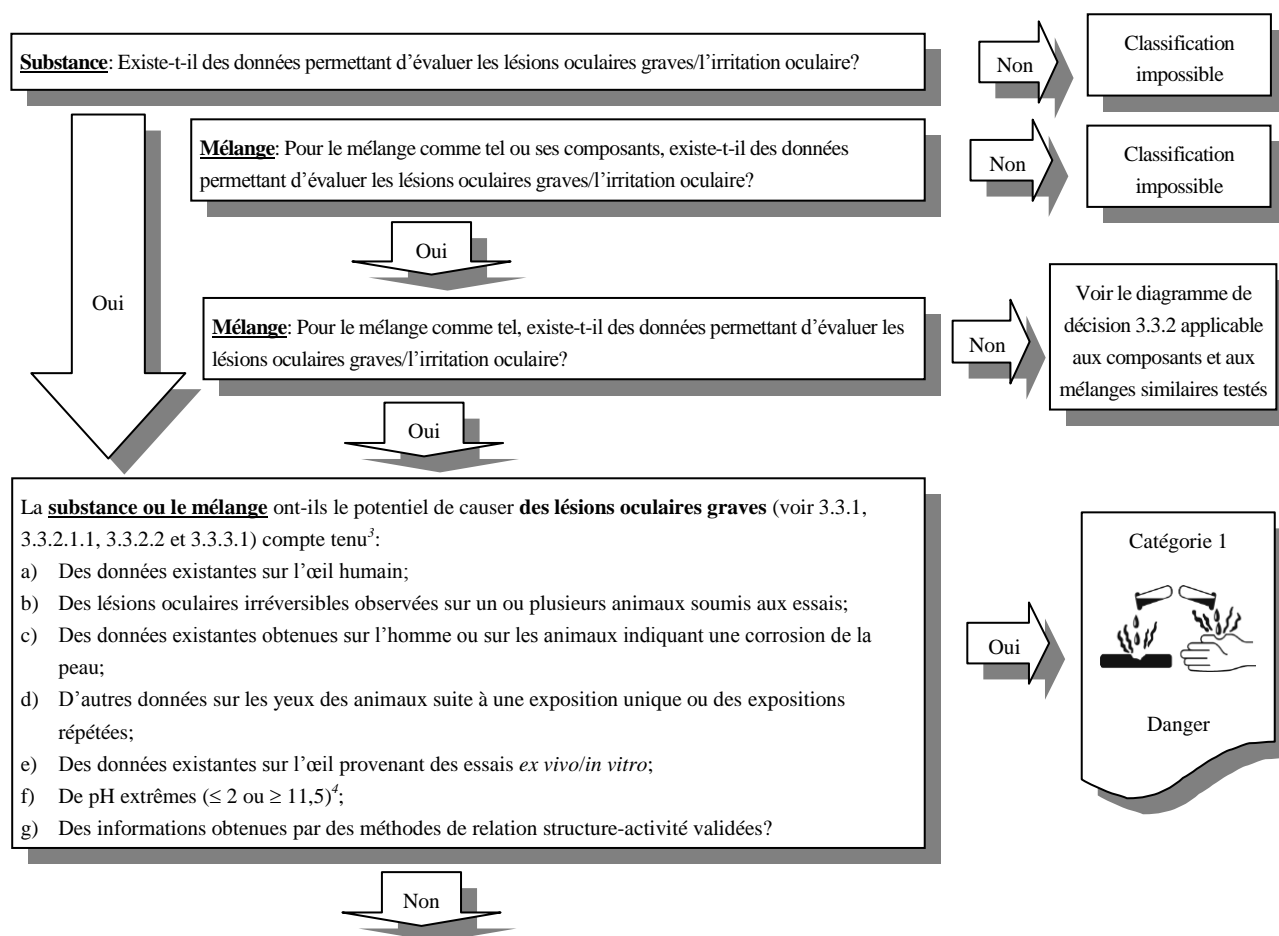 Substance: Existe-t-il des données permettant d'évaluer les lésions oculaires graves/l'irritation oculaire?
Non
Classification
impossible
Mélange: Pour le mélange comme tel ou ses composants, existe-t-il des données
permettant d'évaluer les lésions oculaires graves/l'irritation oculaire?
Non
Classification
impossible
Oui
Oui
Mélange: Pour le mélange comme tel, existe-t-il des données permettant d'évaluer les
lésions oculaires graves/l'irritation oculaire?
Non
Voir le diagramme de
décision 3.3.2 applicable
aux composants et aux
mélanges similaires testés
Oui
La substance ou le mélange ont-ils le potentiel de causer des lésions oculaires graves (voir 3.3.1,
3.3.2.1.1, 3.3.2.2 et 3.3.3.1) compte tenu³:
a) Des données existantes sur l'œil humain;
b) Des lésions oculaires irréversibles observées sur un ou plusieurs animaux soumis aux essais;
c) Des données existantes obtenues sur l'homme ou sur les animaux indiquant une corrosion de la
peau;
d) D'autres données sur les yeux des animaux suite à une exposition unique ou des expositions
répétées;
e) Des données existantes sur l'œil provenant des essais ex vivo/in vitro;
f) De pH extrêmes (≤ 2 ou ≥ 11,5)⁴;
g) Des informations obtenues par des méthodes de relation structure-activité validées?
Oui
Catégorie 1
Danger
Non